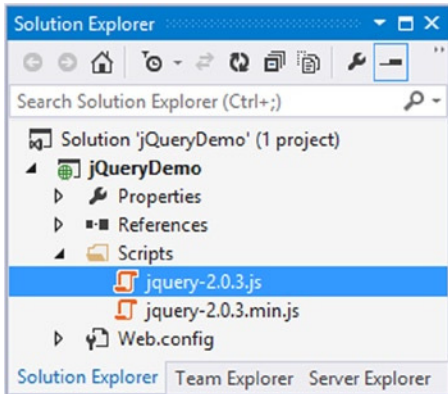 Solution Explorer
Search Solution Explorer (Ctrl+;)
Solution 'jQueryDemo' (1 project)
jQueryDemo
Properties
References
Scripts
jquery-2.0.3.js
jquery-2.0.3.min.js
Web.config
Solution Explorer Team Explorer Server Explorer